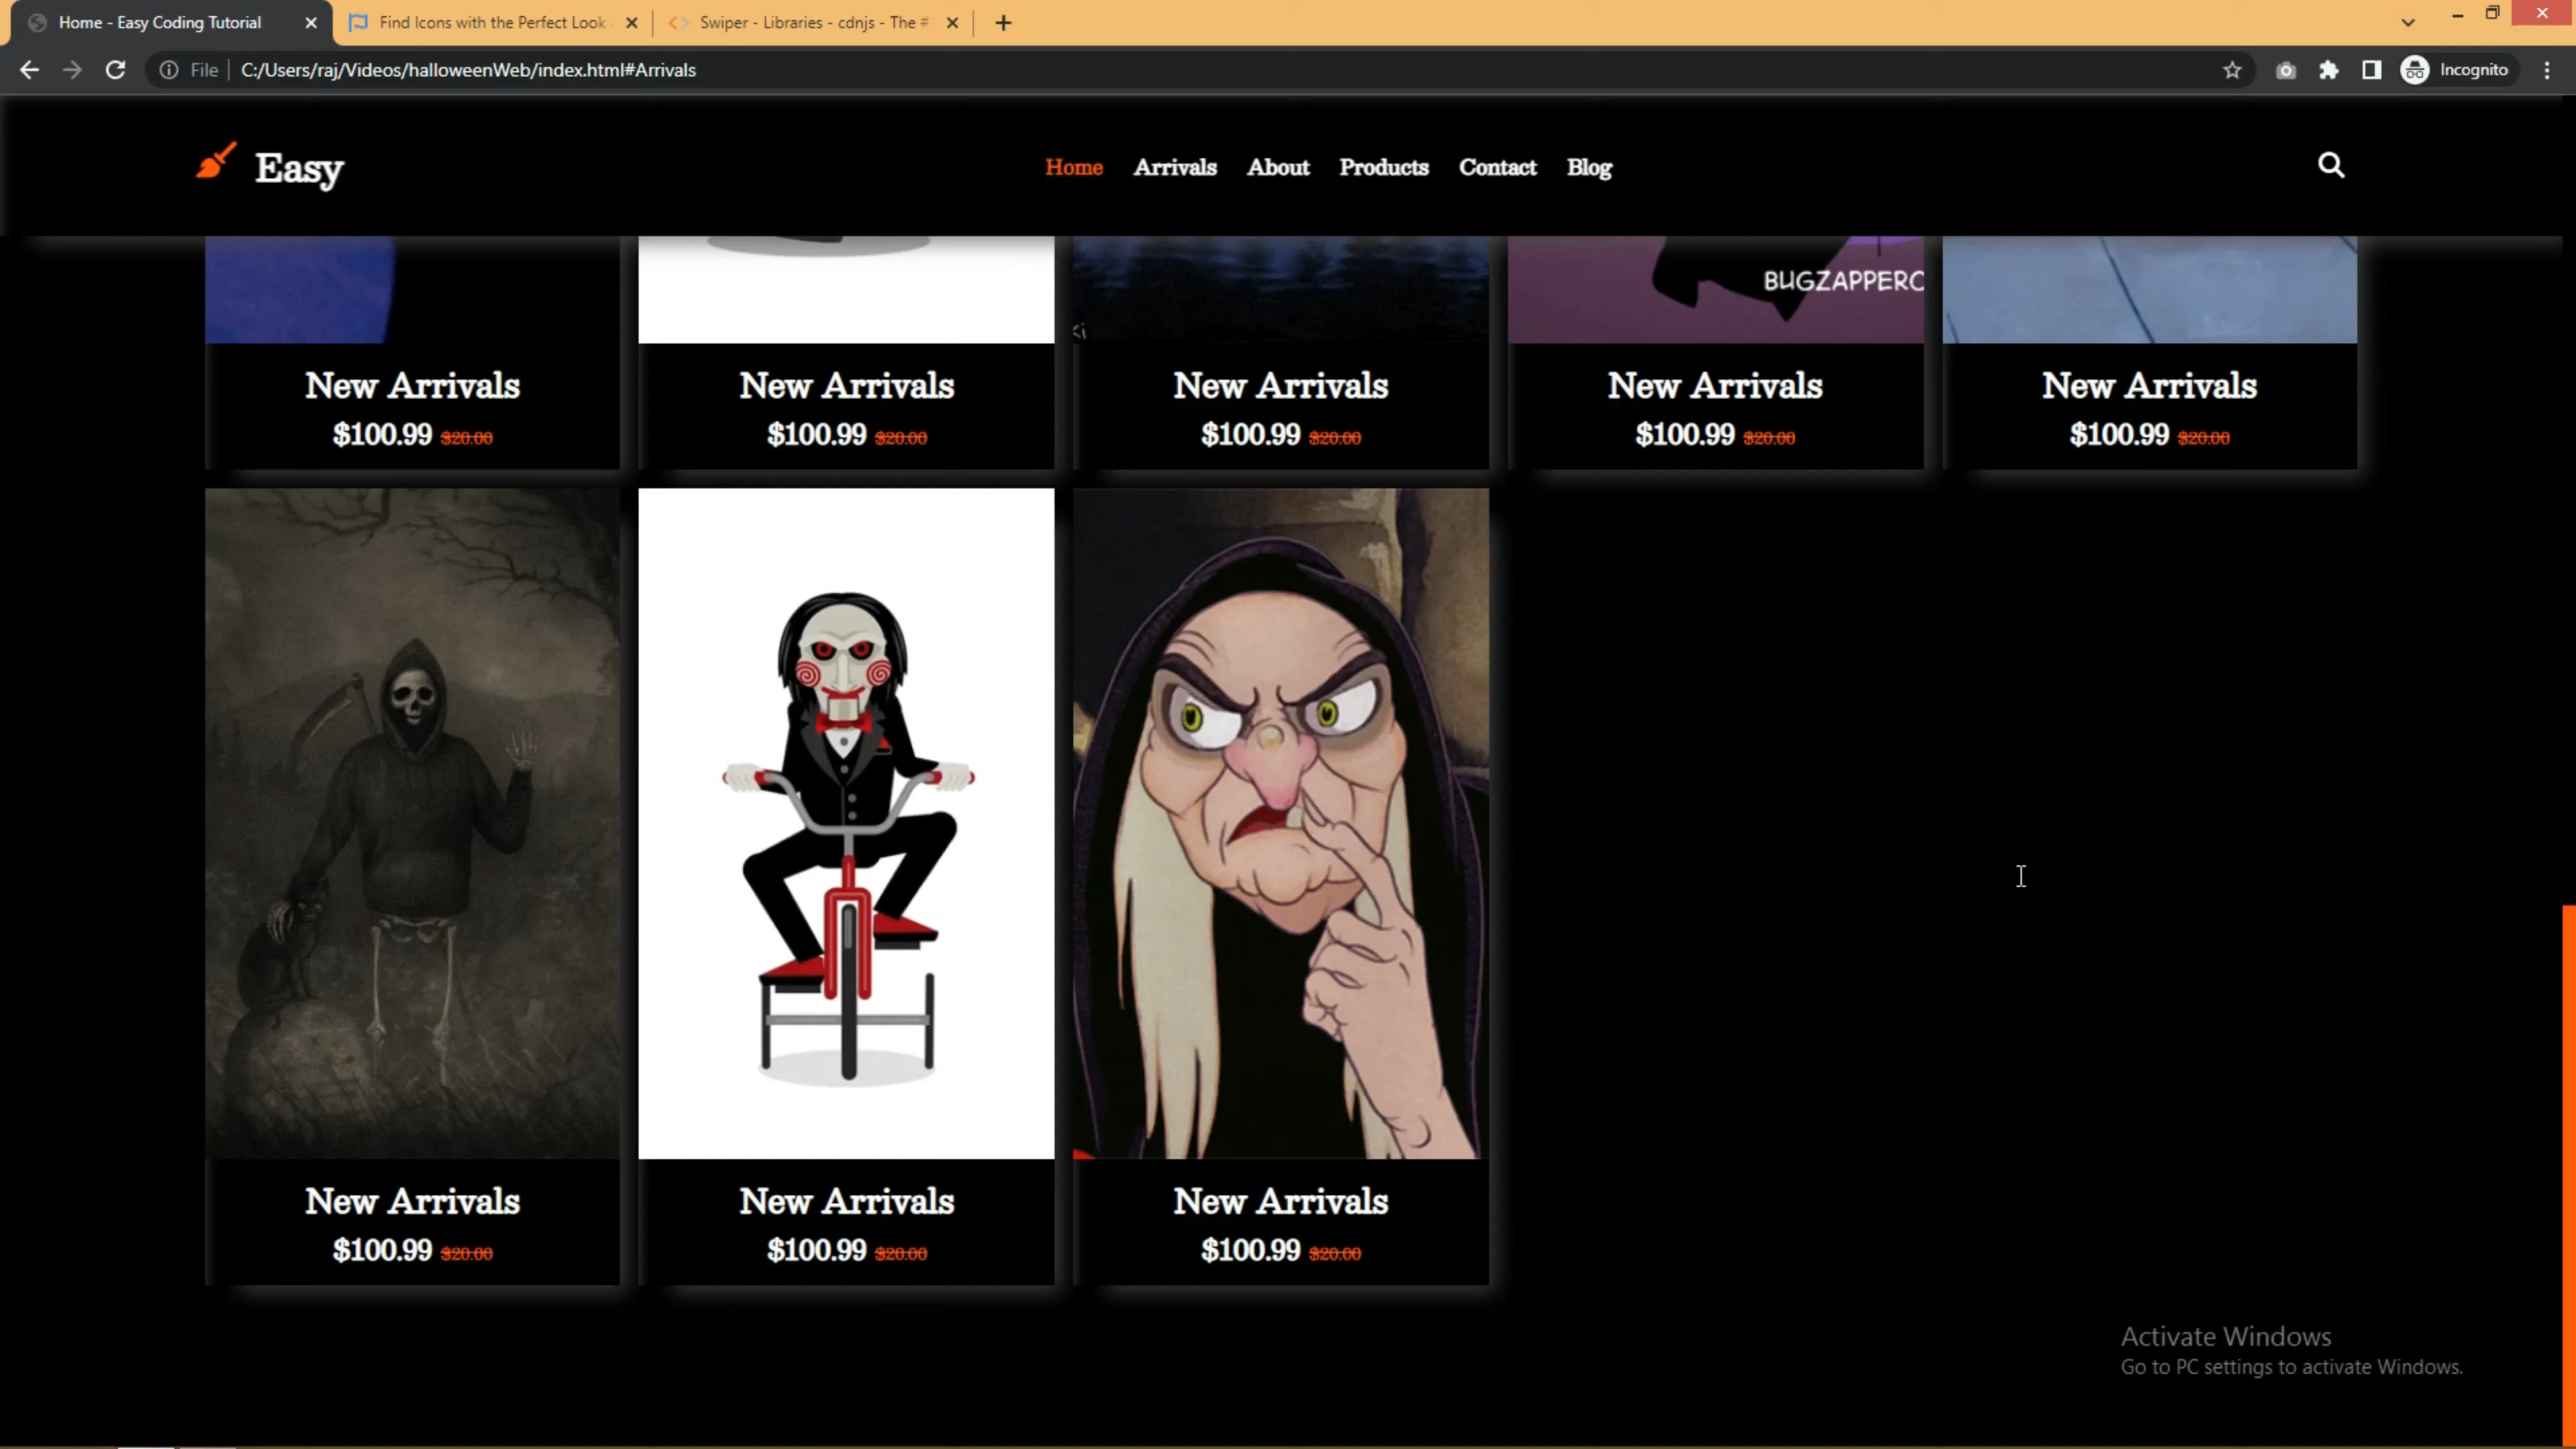 Home - Easy Coding Tutorial
Find Icons with the Perfect Look
Swiper - Libraries - cdnjs - The #
File
C:/Users/raj/Videos/halloweenWeb/index.html#Arrivals
Incognito
Easy
Home
Arrivals
About
Products
Contact
Blog
BUGZAPPERC
New Arrivals
$100.99 $20.00
New Arrivals
$100.99 $20.00
New Arrivals
$100.99 $20.00
New Arrivals
$100.99 $20.00
New Arrivals
$100.99 $20.00
New Arrivals
$100.99 $20.00
New Arrivals
$100.99 $20.00
New Arrivals
$100.99 $20.00
Activate Windows
Go to PC settings to activate Windows.